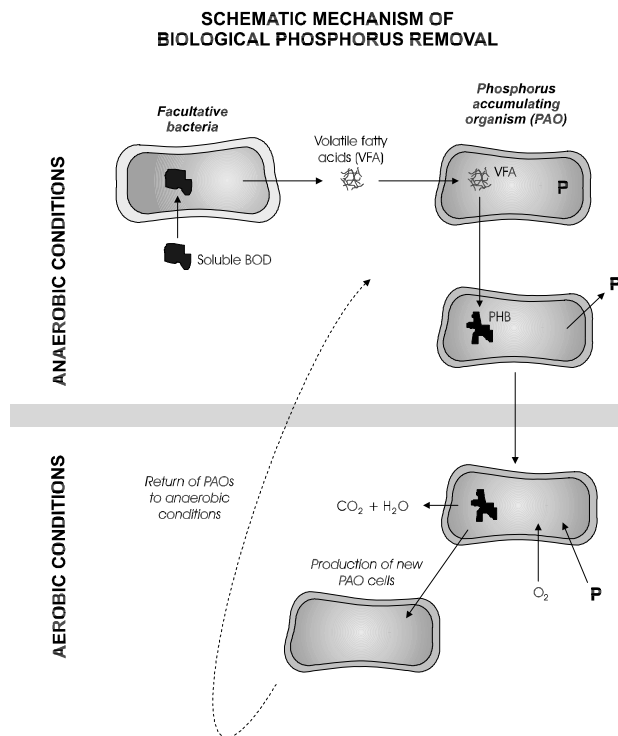 SCHEMATIC MECHANISM OF
BIOLOGICAL PHOSPHORUS REMOVAL
ANAEROBIC CONDITIONS
Facultative
bacteria
Volatile fatty
acids (VFA)
Phosphorus
accumulating
organism (PAO)
VFA
P
Soluble BOD
PHB
P
AEROBIC CONDITIONS
Return of PAOs
to anaerobic
conditions
CO₂ + H₂O
O₂
P
Production of new
PAO cells